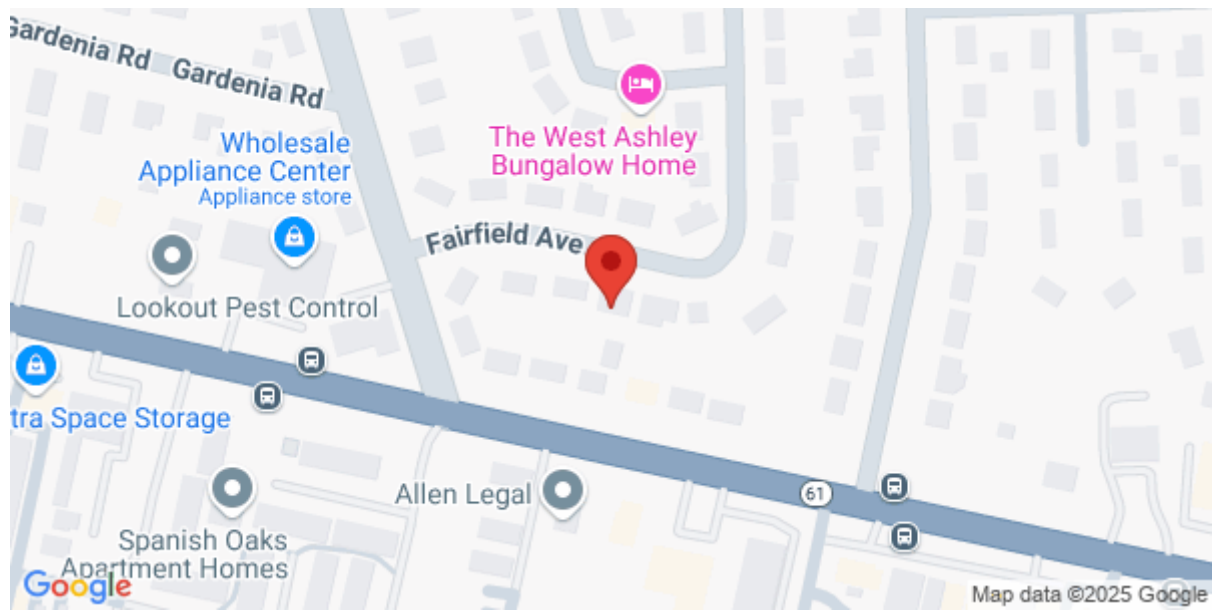 Gardenia Rd
Gardenia Rd
Wholesale
Appliance Center
Appliance store
The West Ashley
Bungalow Home
Fairfield Ave
Lookout Pest Control
tra Space Storage
Allen Legal
61
Spanish Oaks
Apartment Homes
Google
Map data ©2025 Google